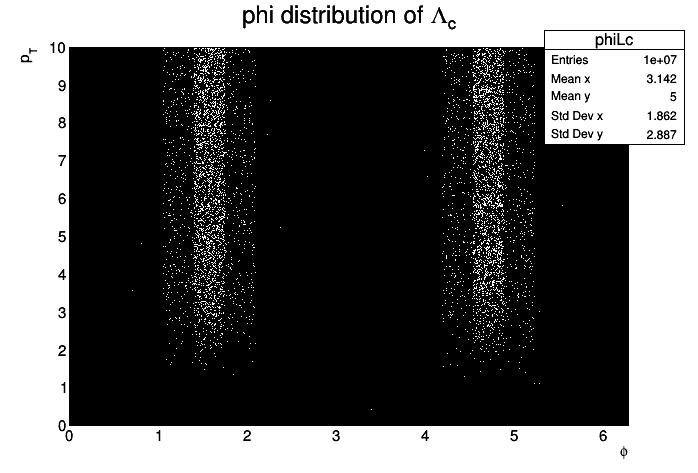 phi distribution of Λc
phiLc
Entries 1e+07
Mean x 3.142
Mean y 5
Std Dev x 1.862
Std Dev y 2.887
pT
10
9
8
7
6
5
4
3
2
1
0
0 1 2 3 4 5 6
ϕ